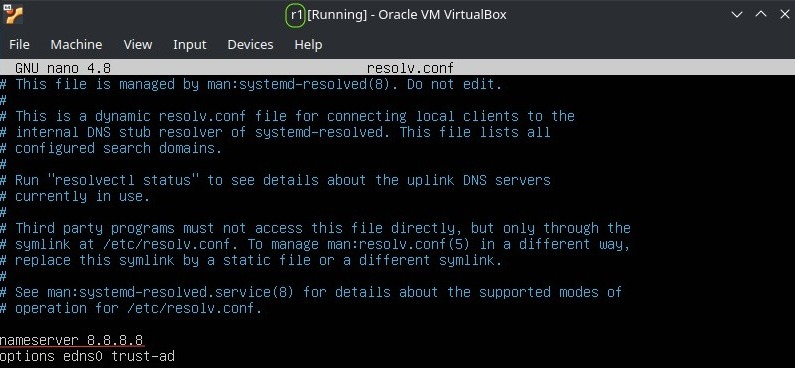 r1 [Running] - Oracle VM VirtualBox
File Machine View Input Devices Help
GNU nano 4.8 resolv.conf
# This file is managed by man:systemd-resolved(8). Do not edit.
#
# This is a dynamic resolv.conf file for connecting local clients to the
# internal DNS stub resolver of systemd-resolved. This file lists all
# configured search domains.
#
# Run "resolvectl status" to see details about the uplink DNS servers
# currently in use.
#
# Third party programs must not access this file directly, but only through the
# symlink at /etc/resolv.conf. To manage man:resolv.conf(5) in a different way,
# replace this symlink by a static file or a different symlink.
#
# See man:systemd-resolved.service(8) for details about the supported modes of
# operation for /etc/resolv.conf.
nameserver 8.8.8.8
options edns0 trust-ad